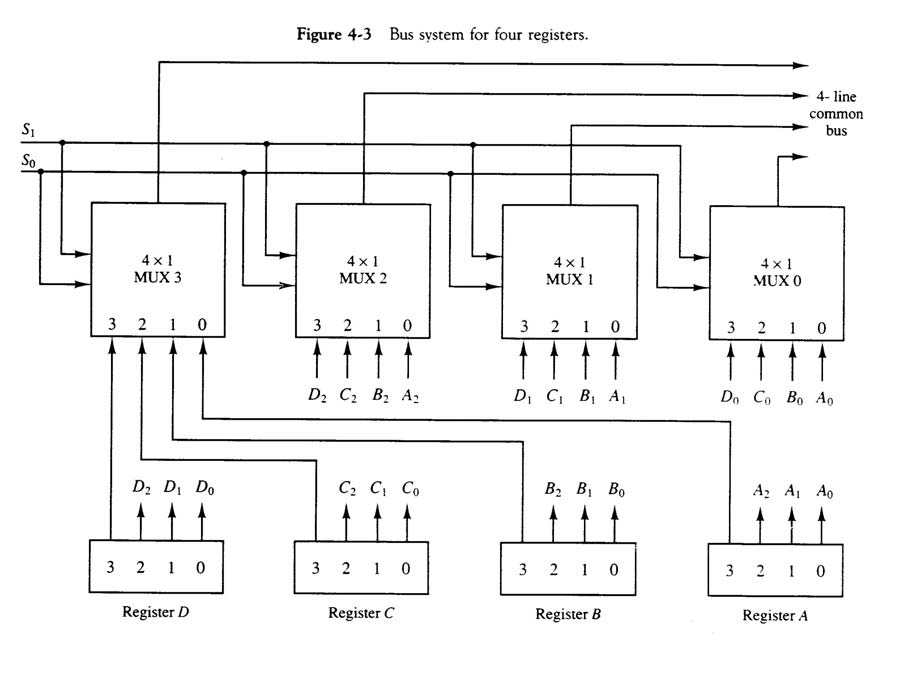 Figure 4-3 Bus system for four registers.
4- line
common
bus
S₁
S₀
4 × 1
MUX 3
3 2 1 0
4 × 1
MUX 2
3 2 1 0
4 × 1
MUX 1
3 2 1 0
4 × 1
MUX 0
3 2 1 0
D₂ C₂ B₂ A₂
D₁ C₁ B₁ A₁
D₀ C₀ B₀ A₀
D₂ D₁ D₀
C₂ C₁ C₀
B₂ B₁ B₀
A₂ A₁ A₀
3 2 1 0
3 2 1 0
3 2 1 0
3 2 1 0
Register D
Register C
Register B
Register A